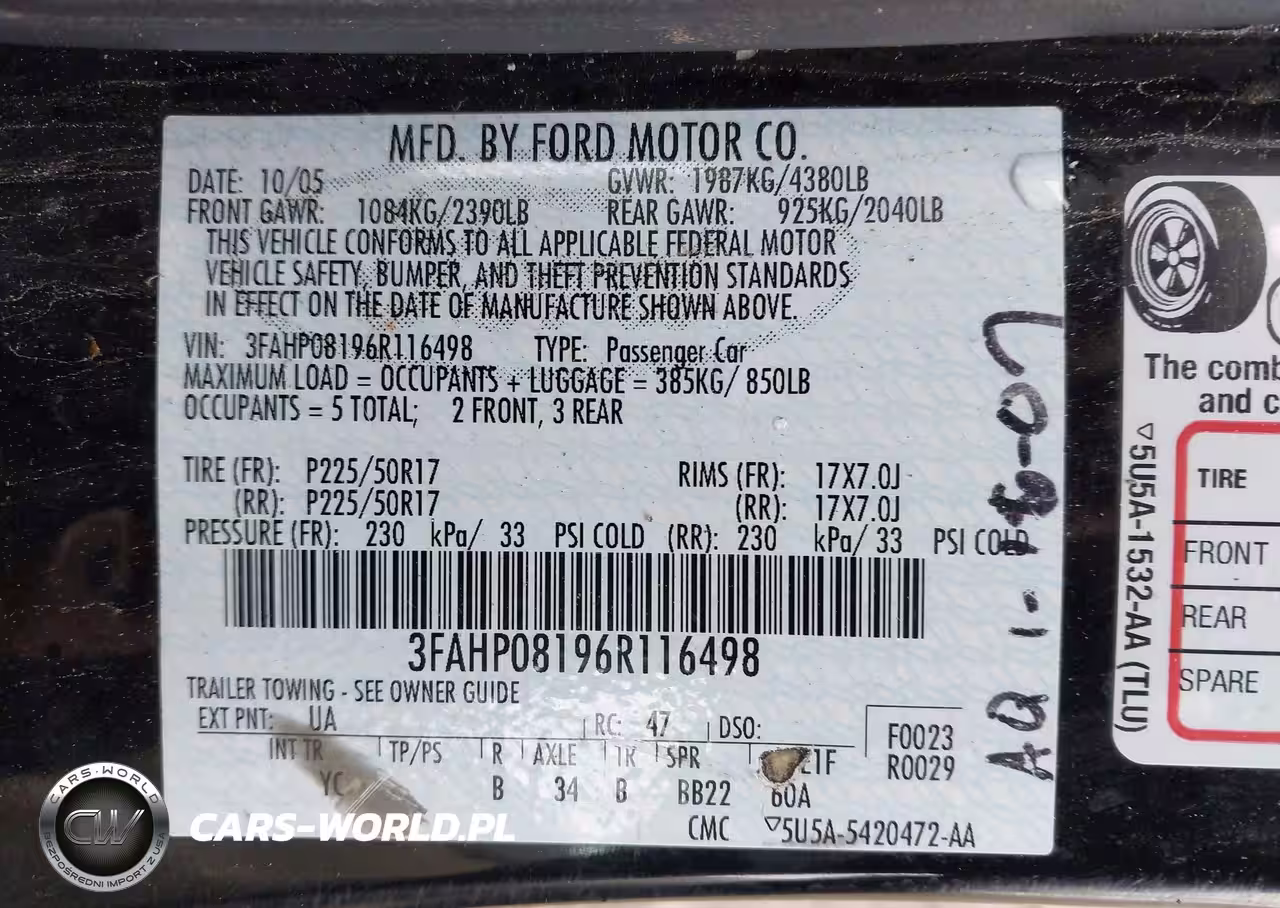 MFD. BY FORD MOTOR CO.
DATE: 10/05 GVWR: 1987KG/4380LB
FRONT GAWR: 1084KG/2390LB REAR GAWR: 925KG/2040LB
THIS VEHICLE CONFORMS TO ALL APPLICABLE FEDERAL MOTOR
VEHICLE SAFETY, BUMPER, AND THEFT PREVENTION STANDARDS
IN EFFECT ON THE DATE OF MANUFACTURE SHOWN ABOVE.
VIN: 3FAHP08196R116498 TYPE: Passenger Car
MAXIMUM LOAD = OCCUPANTS + LUGGAGE = 385KG/ 850LB
OCCUPANTS = 5 TOTAL; 2 FRONT, 3 REAR
TIRE (FR): P225/50R17 RIMS (FR): 17X7.0J
(RR): P225/50R17 (RR): 17X7.0J
PRESSURE (FR): 230 kPa/ 33 PSI COLD (RR): 230 kPa/ 33 PSI COLD
3FAHP08196R116498
TRAILER TOWING - SEE OWNER GUIDE
EXT PNT: UA RC: 47 DSO:
INT TR TP/PS R AXLE TR SPR
YC B 34 B BB22 60A
F0023
R0029
CMC ▽5U5A-5420472-AA
The comb
and c
TIRE
FRONT
REAR
SPARE
▽5U5A-1532-AA (TLU)
CARS-WORLD
CW
BEZPOŚREDNI IMPORT Z USA
CARS-WORLD.PL